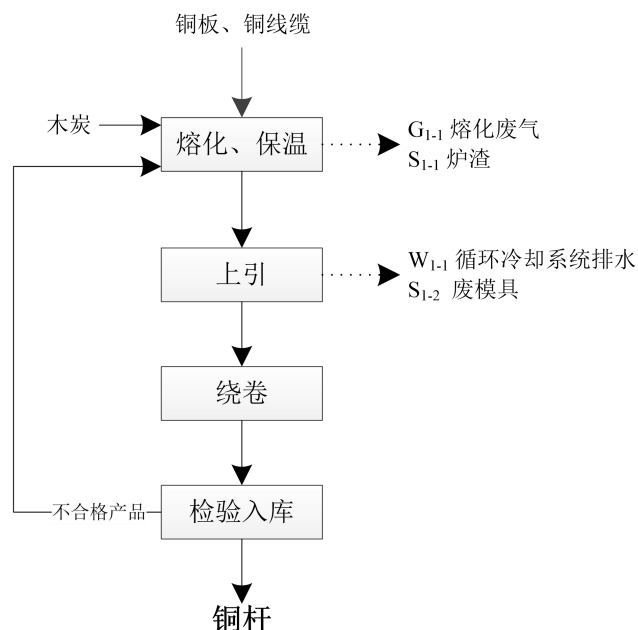 铜板、铜线缆
木炭
熔化、保温
G1-1 熔化废气
S1-1 炉渣
上引
W1-1 循环冷却系统排水
S1-2 废模具
绕卷
不合格产品
检验入库
铜杆